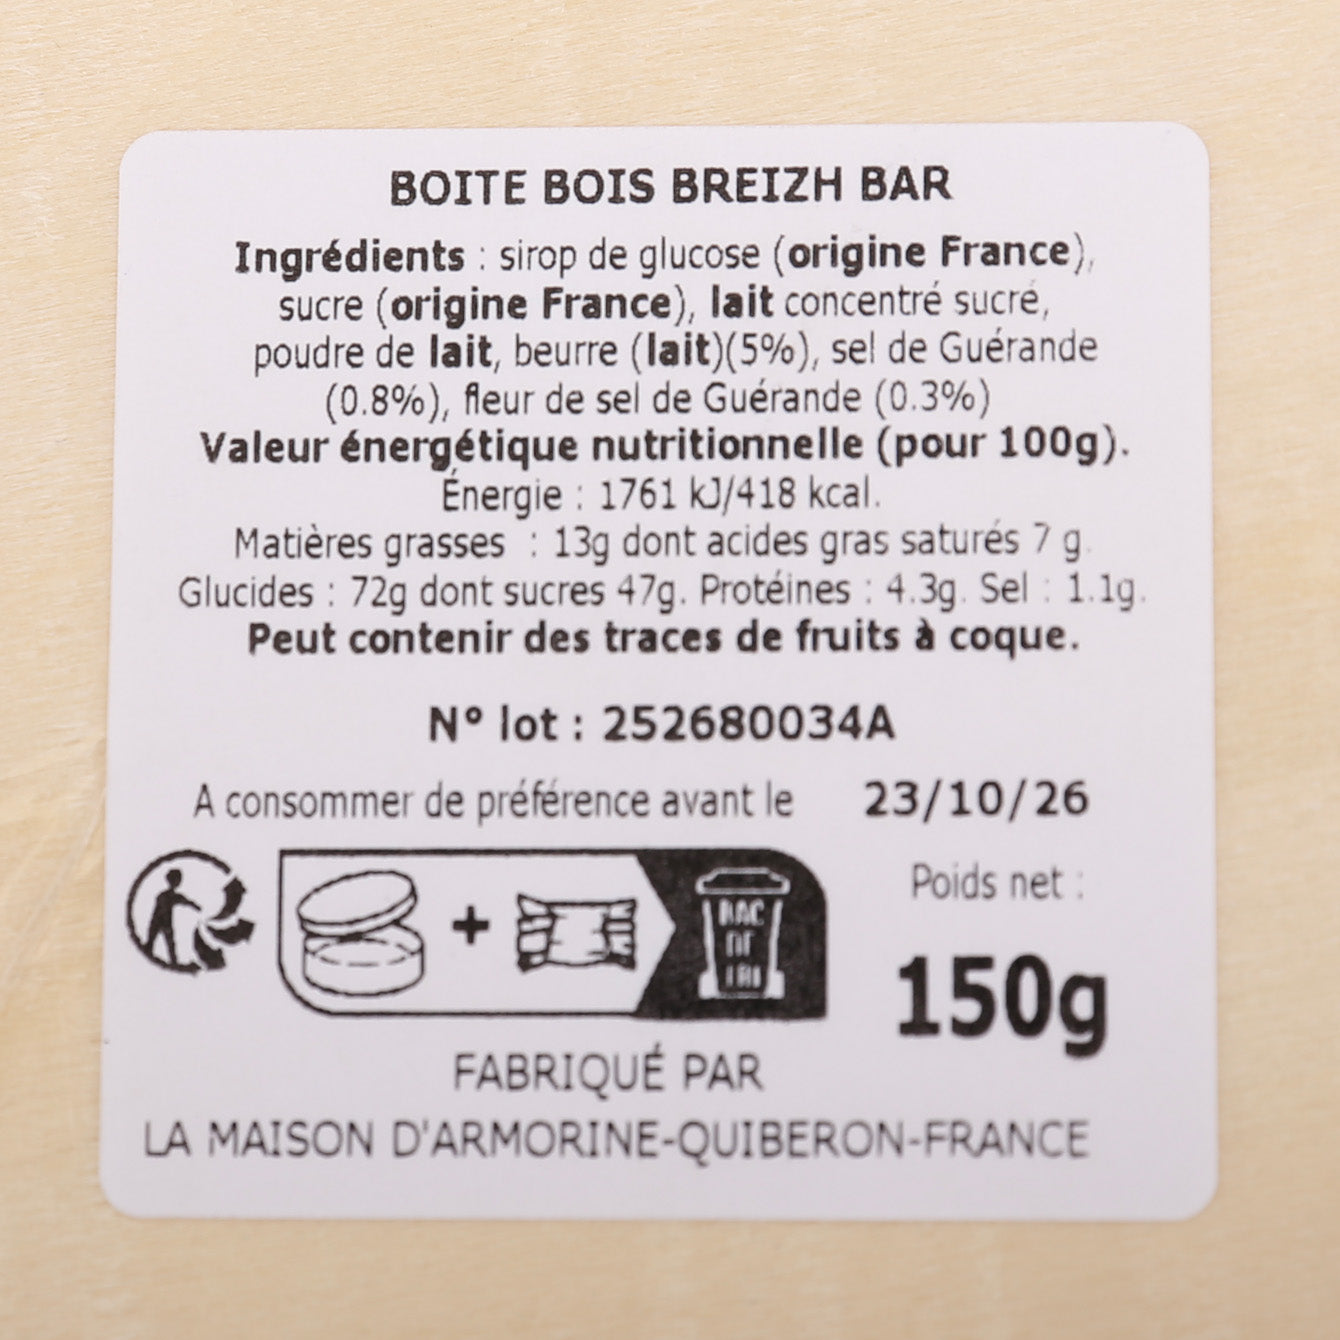 BOITE BOIS BREIZH BAR
Ingrédients : sirop de glucose (origine France),
sucre (origine France), lait concentré sucré,
poudre de lait, beurre (lait)(5%), sel de Guérande
(0.8%), fleur de sel de Guérande (0.3%)
Valeur énergétique nutritionnelle (pour 100g).
Énergie : 1761 kJ/418 kcal.
Matières grasses : 13g dont acides gras saturés 7 g.
Glucides : 72g dont sucres 47g. Protéines : 4.3g. Sel : 1.1g.
Peut contenir des traces de fruits à coque.
N° lot : 252680034A
A consommer de préférence avant le 23/10/26
Poids net :
+
BAC
DE
TRI
150g
FABRIQUÉ PAR
LA MAISON D'ARMORINE-QUIBERON-FRANCE